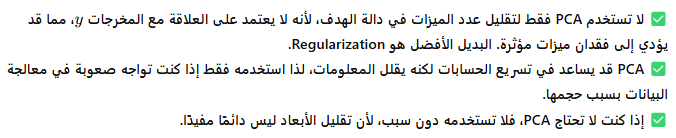 ✅ لا تستخدم PCA فقط لتقليل عدد الميزات في دالة الهدف، لأنه لا يعتمد على العلاقة مع المخرجات y، مما قد
يؤدي إلى فقدان ميزات مؤثرة. البديل الأفضل هو Regularization.
✅ PCA قد يساعد في تسريع الحسابات لكنه يقلل المعلومات، لذا استخدمه فقط إذا كنت تواجه صعوبة في معالجة
البيانات بسبب حجمها.
✅ إذا كنت لا تحتاج PCA، فلا تستخدمه دون سبب، لأن تقليل الأبعاد ليس دائمًا مفيدًا.